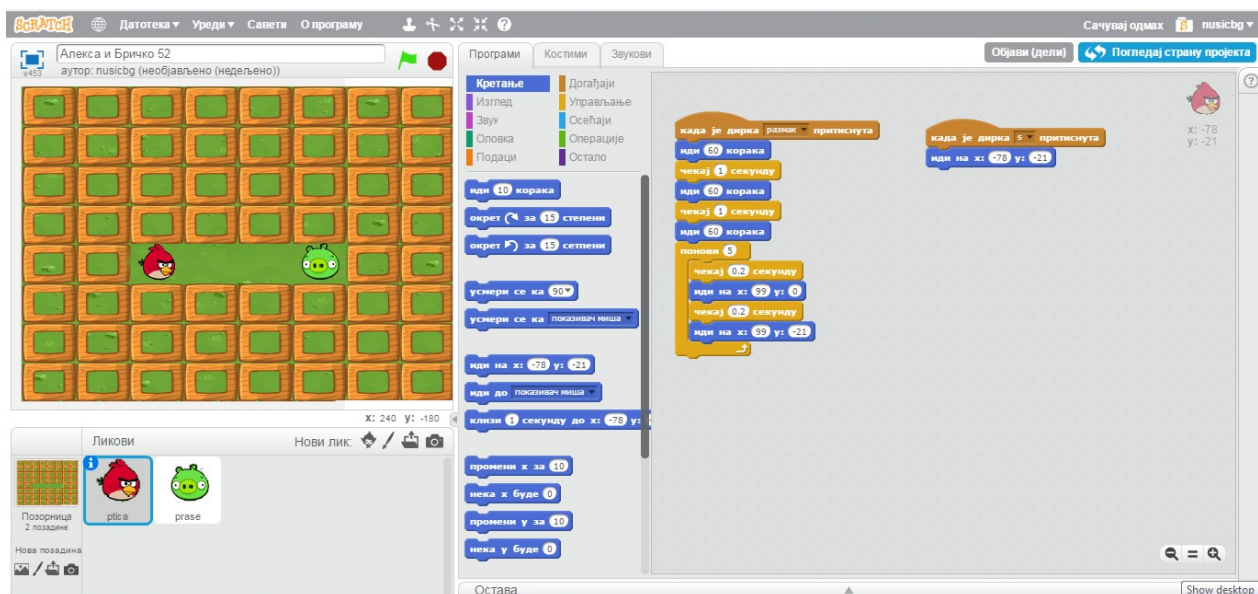 SCRATCH Датотека Уреди Савети О програму Сачувај одмах nusicbg
v453
Алекса и Бричко 52
аутор: nusicbg (необјављено (недељено))
x: 240 y: -180
Ликови Нови лик:
Позорница
2 позадине
Нова позадина
ptica
prase
Програми Костими Звукови
Објави (дели) Погледај страну пројекта
Кретање Догађаји
Изглед Управљање
Звук Осећаји
Оловка Операције
Подаци Остало
иди 10 корака
окрет за 15 степени
окрет за 15 сетпени
усмери се ка 90
усмери се ка показивач миша
иди на x: -78 y: -21
иди до показивач миша
клизи 1 секунду до x: -78 y:
промени x за 10
нека x буде 0
промени y за 10
нека y буде 0
када је дирка размак притиснута
иди 60 корака
чекај 1 секунду
иди 60 корака
чекај 1 секунду
иди 60 корака
понови 5
чекај 0.2 секунду
иди на x: 99 y: 0
чекај 0.2 секунду
иди на x: 99 y: -21
када је дирка s притиснута
иди на x: -78 y: -21
x: -78
y: -21
Остава
Show desktop